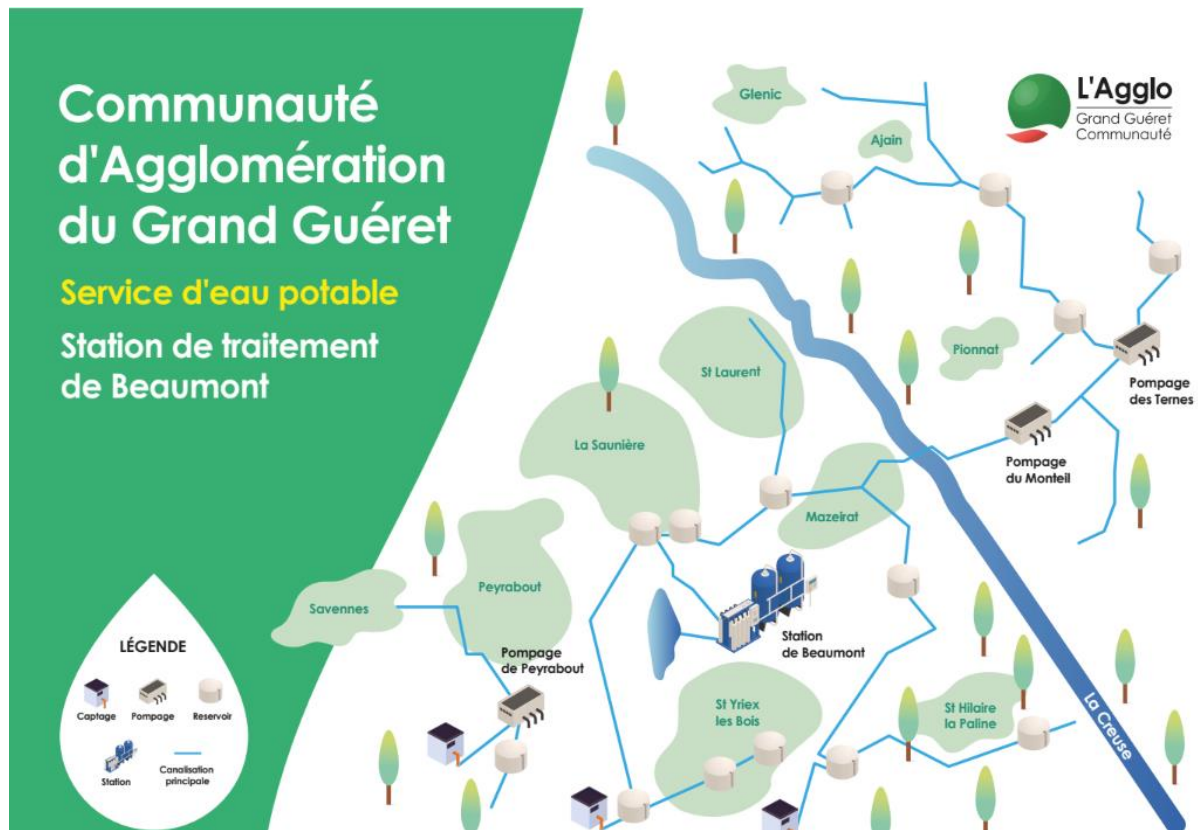 Communauté
d'Agglomération
du Grand Guéret
Service d'eau potable
Station de traitement
de Beaumont
L'Agglo
Grand Guéret
Communauté
Glenic
Ajain
Pionnat
St Laurent
Pompage
des Ternes
La Saunière
Pompage
du Monteil
Mazeirat
Peyrabout
Savennes
Station
de Beaumont
Pompage
de Peyrabout
St Yriex
les Bois
St Hilaire
la Paline
La Creuse
LÉGENDE
Captage
Pompage
Reservoir
Station
Canalisation
principale